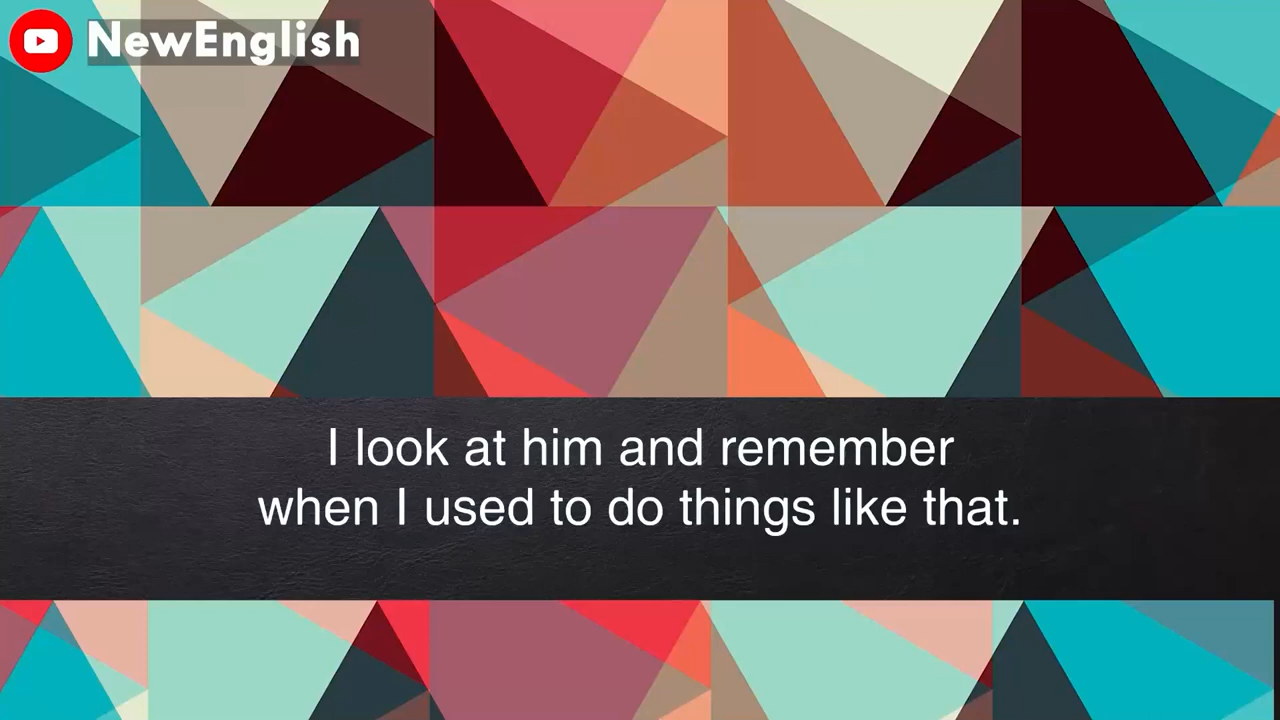 NewEnglish
I look at him and remember
when I used to do things like that.